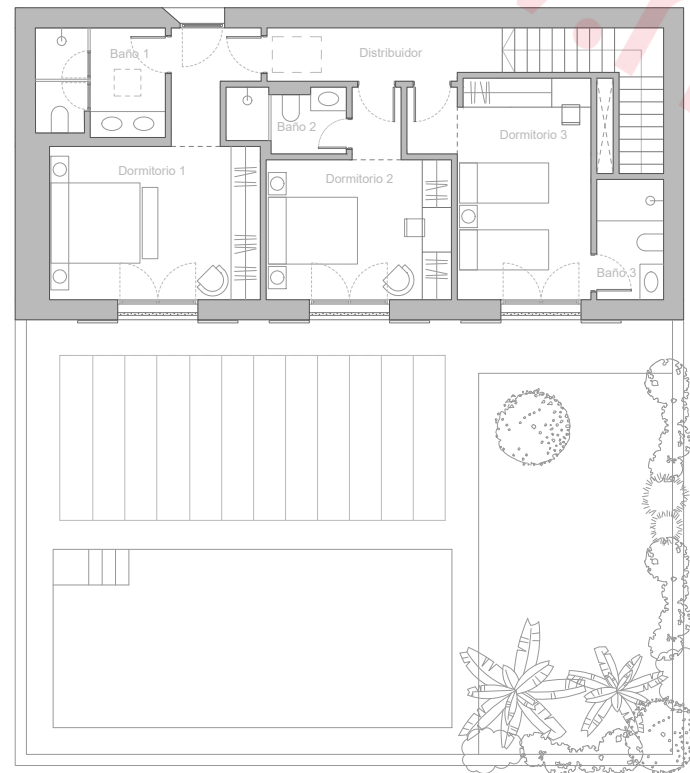 Baño 1
Distribuidor
Baño 2
Dormitorio 3
Dormitorio 1
Dormitorio 2
Baño 3